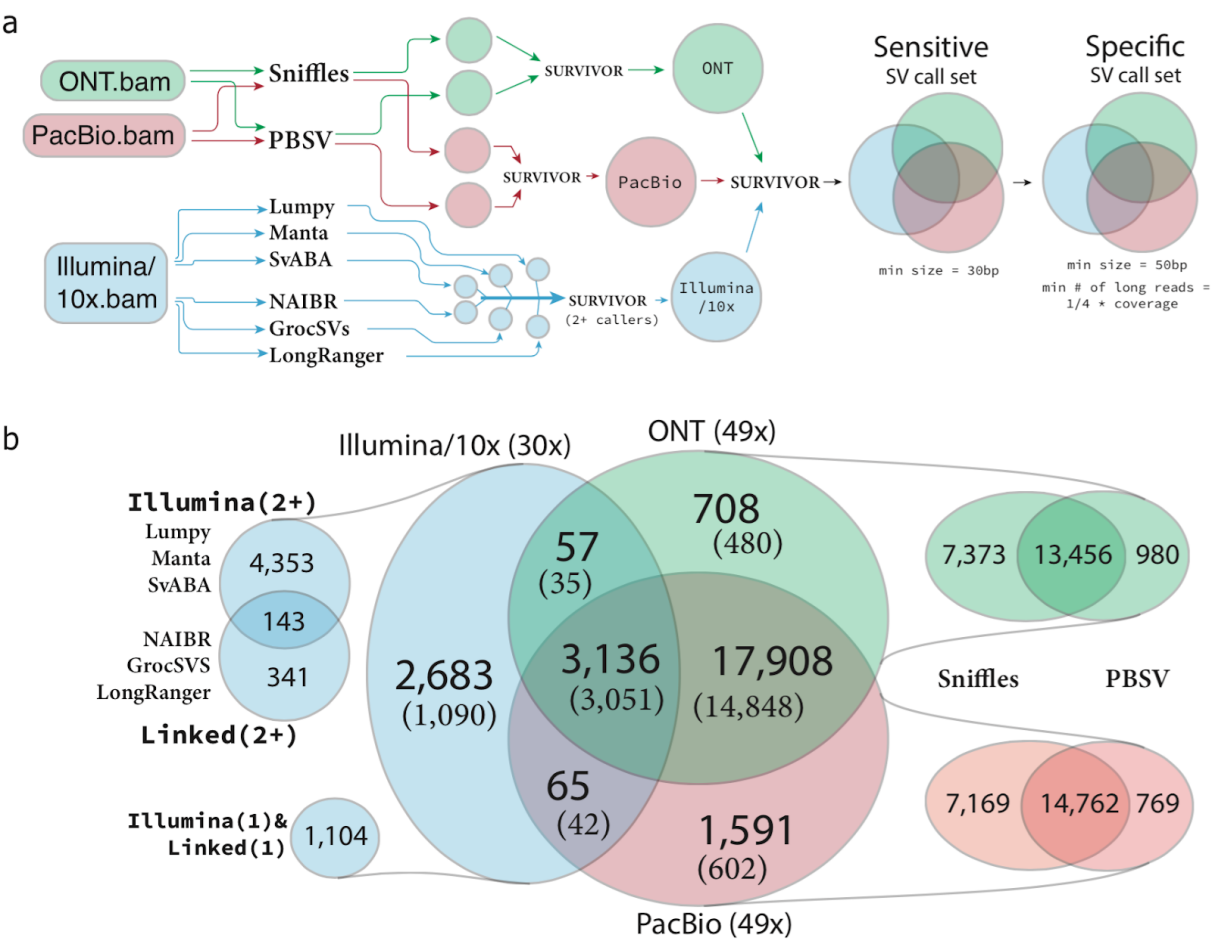 a
ONT.bam
PacBio.bam
Illumina/
10x.bam
Sniffles
PBSV
Lumpy
Manta
SvABA
NAIBR
GrocSVs
LongRanger
SURVIVOR
ONT
SURVIVOR
PacBio
SURVIVOR
(2+ callers)
Illumina
/10x
SURVIVOR
Sensitive
SV call set
min size = 30bp
Specific
SV call set
min size = 50bp
min # of long reads =
1/4 * coverage
b
Illumina/10x (30x)
ONT (49x)
Illumina(2+)
Lumpy
Manta
SvABA
4,353
143
NAIBR
GrocSVS
LongRanger
341
Linked(2+)
Illumina(1)&
Linked(1)
1,104
708
(480)
57
(35)
2,683
(1,090)
3,136
(3,051)
17,908
(14,848)
65
(42)
1,591
(602)
PacBio (49x)
7,373
13,456
980
Sniffles
PBSV
7,169
14,762
769